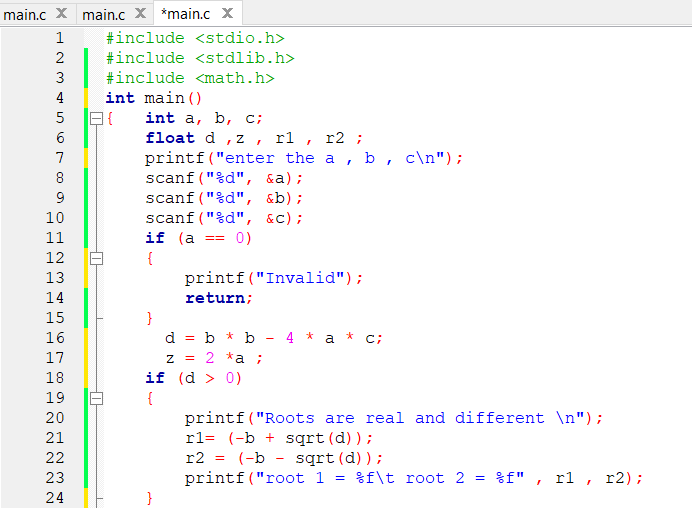 main.c X main.c X *main.c X
1 #include <stdio.h>
2 #include <stdlib.h>
3 #include <math.h>
4 int main()
5 { int a, b, c;
6 float d ,z , r1 , r2 ;
7 printf("enter the a , b , c\n");
8 scanf("%d", &a);
9 scanf("%d", &b);
10 scanf("%d", &c);
11 if (a == 0)
12 {
13 printf("Invalid");
14 return;
15 }
16 d = b * b - 4 * a * c;
17 z = 2 *a ;
18 if (d > 0)
19 {
20 printf("Roots are real and different \n");
21 r1= (-b + sqrt(d));
22 r2 = (-b - sqrt(d));
23 printf("root 1 = %f\t root 2 = %f" , r1 , r2);
24 }